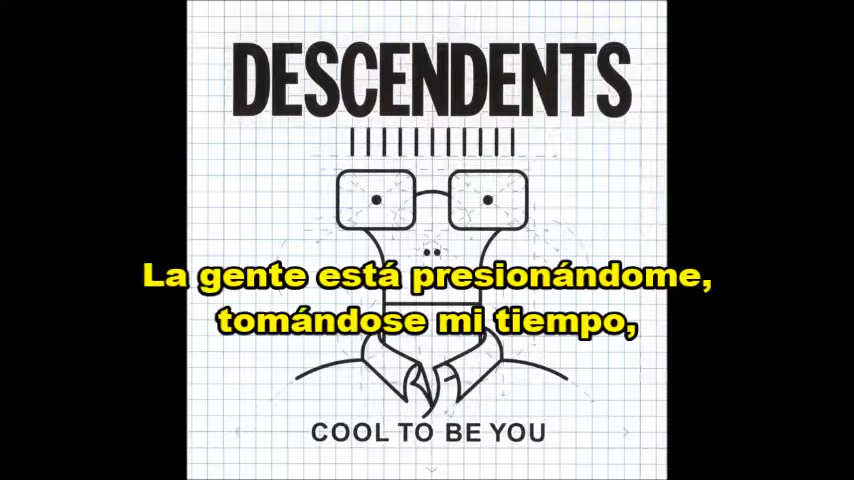 DESCENDENTS
La gente está presionándome,
tomándose mi tiempo,
COOL TO BE YOU